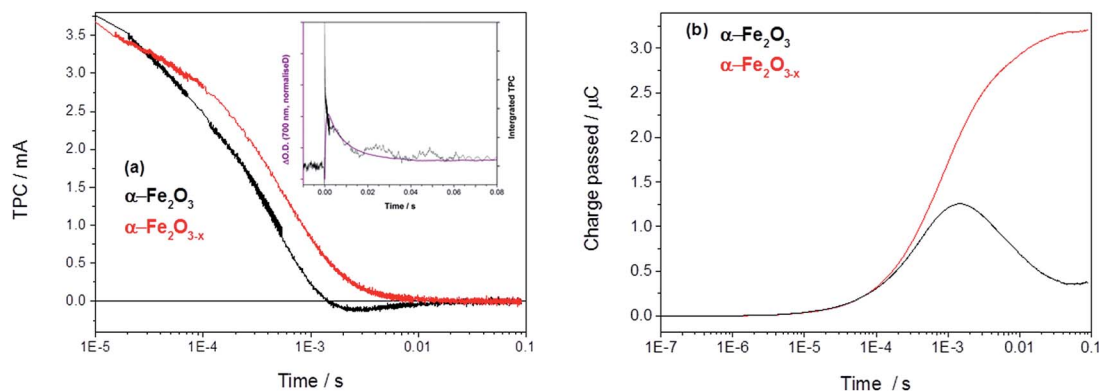 3.5
3.0
2.5
2.0
1.5
1.0
0.5
0.0
TPC / mA
(a)
α–Fe₂O₃
α–Fe₂O₃₋ₓ
1E-5 1E-4 1E-3 0.01 0.1
Time / s
ΔO.D. (700 nm, normaliseD)
Intergrated TPC
0.00 0.02 0.04 0.06 0.08
Time / s
(b)
α–Fe₂O₃
α–Fe₂O₃₋ₓ
3.0
2.5
2.0
1.5
1.0
0.5
0.0
Charge passed / μC
1E-7 1E-6 1E-5 1E-4 1E-3 0.01 0.1
Time / s